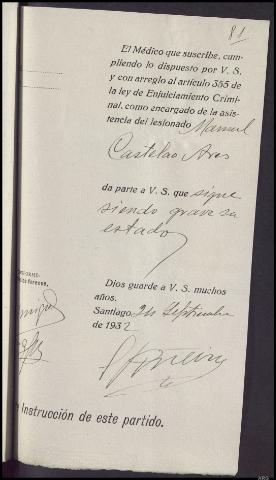 81
El Médico que suscribe, cum-
pliendo lo dispuesto por V. S.
y con arreglo al artículo 355 de
la ley de Enjuiciamiento Crimi-
nal, como encargado de la asis-
tencia del lesionado Manuel
Castelao Ares
da parte a V. S. que sigue
siendo grave su
estado
Dios guarde a V. S. muchos
años.
Santiago, 24 Septiembre
de 1932
Instrucción de este partido.